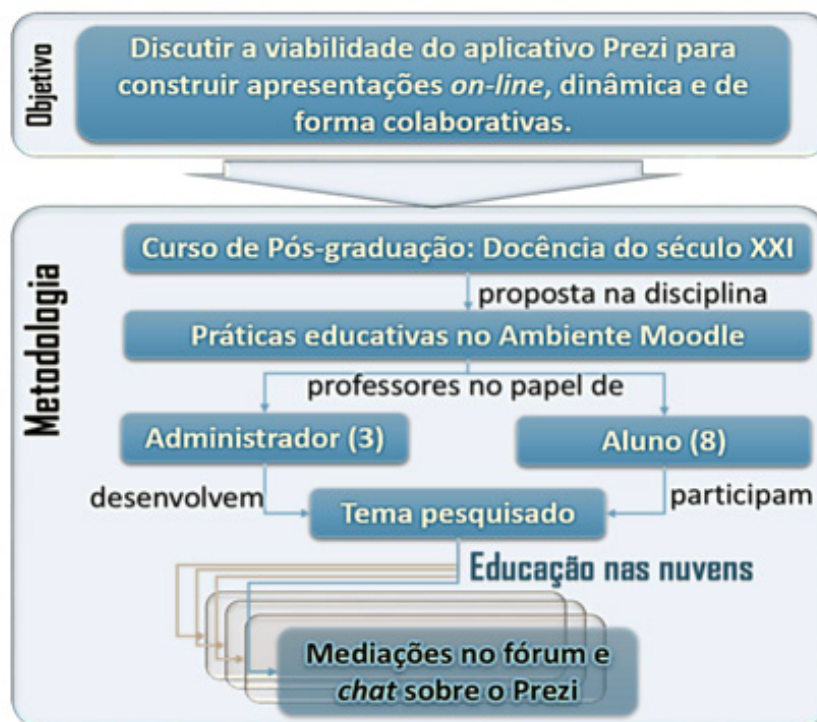 Objetivo
Discutir a viabilidade do aplicativo Prezi para
construir apresentações on-line, dinâmica e de
forma colaborativas.
Metodologia
Curso de Pós-graduação: Docência do século XXI
proposta na disciplina
Práticas educativas no Ambiente Moodle
professores no papel de
Administrador (3)
Aluno (8)
desenvolvem
participam
Tema pesquisado
Educação nas nuvens
Mediações no fórum e
chat sobre o Prezi